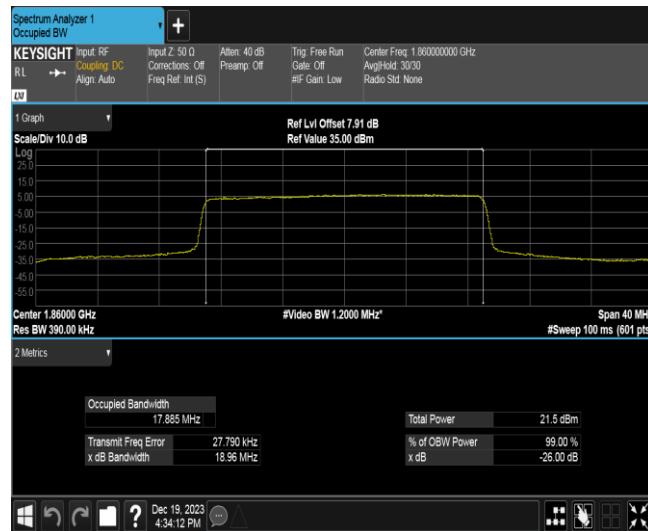 Spectrum Analyzer 1
Occupied BW
KEYSIGHT Input: RF Input Z: 50 Ω Atten: 40 dB Trig: Free Run Center Freq: 1.860000000 GHz
RL Coupling: DC Corrections: Off Preamp: Off Gate: Off Avg|Hold: 30/30
Align: Auto Freq Ref: Int (S) #IF Gain: Low Radio Std: None
LXI
1 Graph
Ref Lvl Offset 7.91 dB
Scale/Div 10.0 dB Ref Value 35.00 dBm
Log
25.0
15.0
5.00
-5.00
-15.0
-25.0
-35.0
-45.0
-55.0
Center 1.86000 GHz #Video BW 1.2000 MHz* Span 40 MH
Res BW 390.00 kHz #Sweep 100 ms (601 pts
2 Metrics
Occupied Bandwidth
17.885 MHz Total Power 21.5 dBm
Transmit Freq Error 27.790 kHz % of OBW Power 99.00 %
x dB Bandwidth 18.96 MHz x dB -26.00 dB
Dec 19, 2023
4:34:12 PM